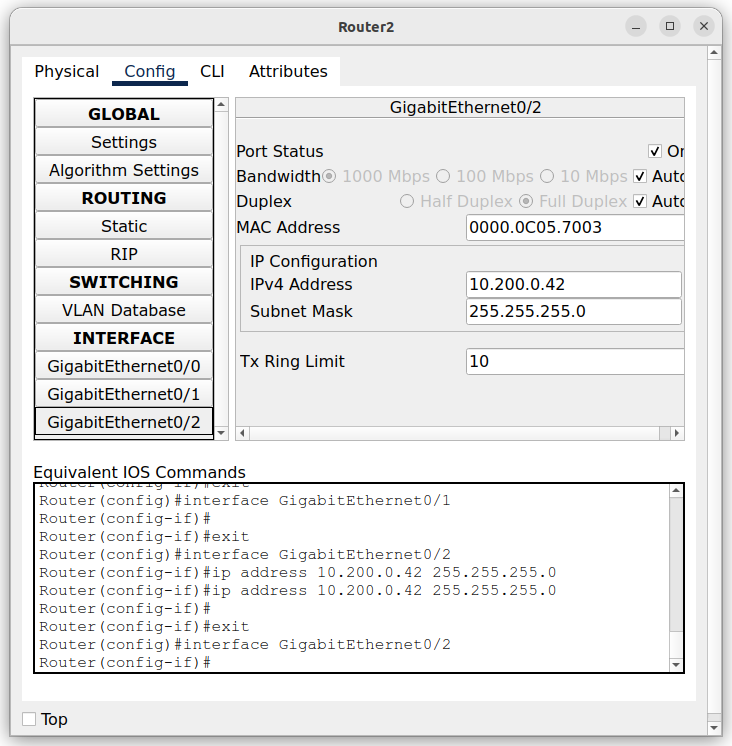 Router2
Physical Config CLI Attributes
GLOBAL
Settings
Algorithm Settings
ROUTING
Static
RIP
SWITCHING
VLAN Database
INTERFACE
GigabitEthernet0/0
GigabitEthernet0/1
GigabitEthernet0/2
GigabitEthernet0/2
Port Status On
Bandwidth 1000 Mbps 100 Mbps 10 Mbps Auto
Duplex Half Duplex Full Duplex Auto
MAC Address 0000.0C05.7003
IP Configuration
IPv4 Address 10.200.0.42
Subnet Mask 255.255.255.0
Tx Ring Limit 10
Equivalent IOS Commands
Router(config-if)#exit
Router(config)#interface GigabitEthernet0/1
Router(config-if)#
Router(config-if)#exit
Router(config)#interface GigabitEthernet0/2
Router(config-if)#ip address 10.200.0.42 255.255.255.0
Router(config-if)#ip address 10.200.0.42 255.255.255.0
Router(config-if)#
Router(config-if)#exit
Router(config)#interface GigabitEthernet0/2
Router(config-if)#
Top